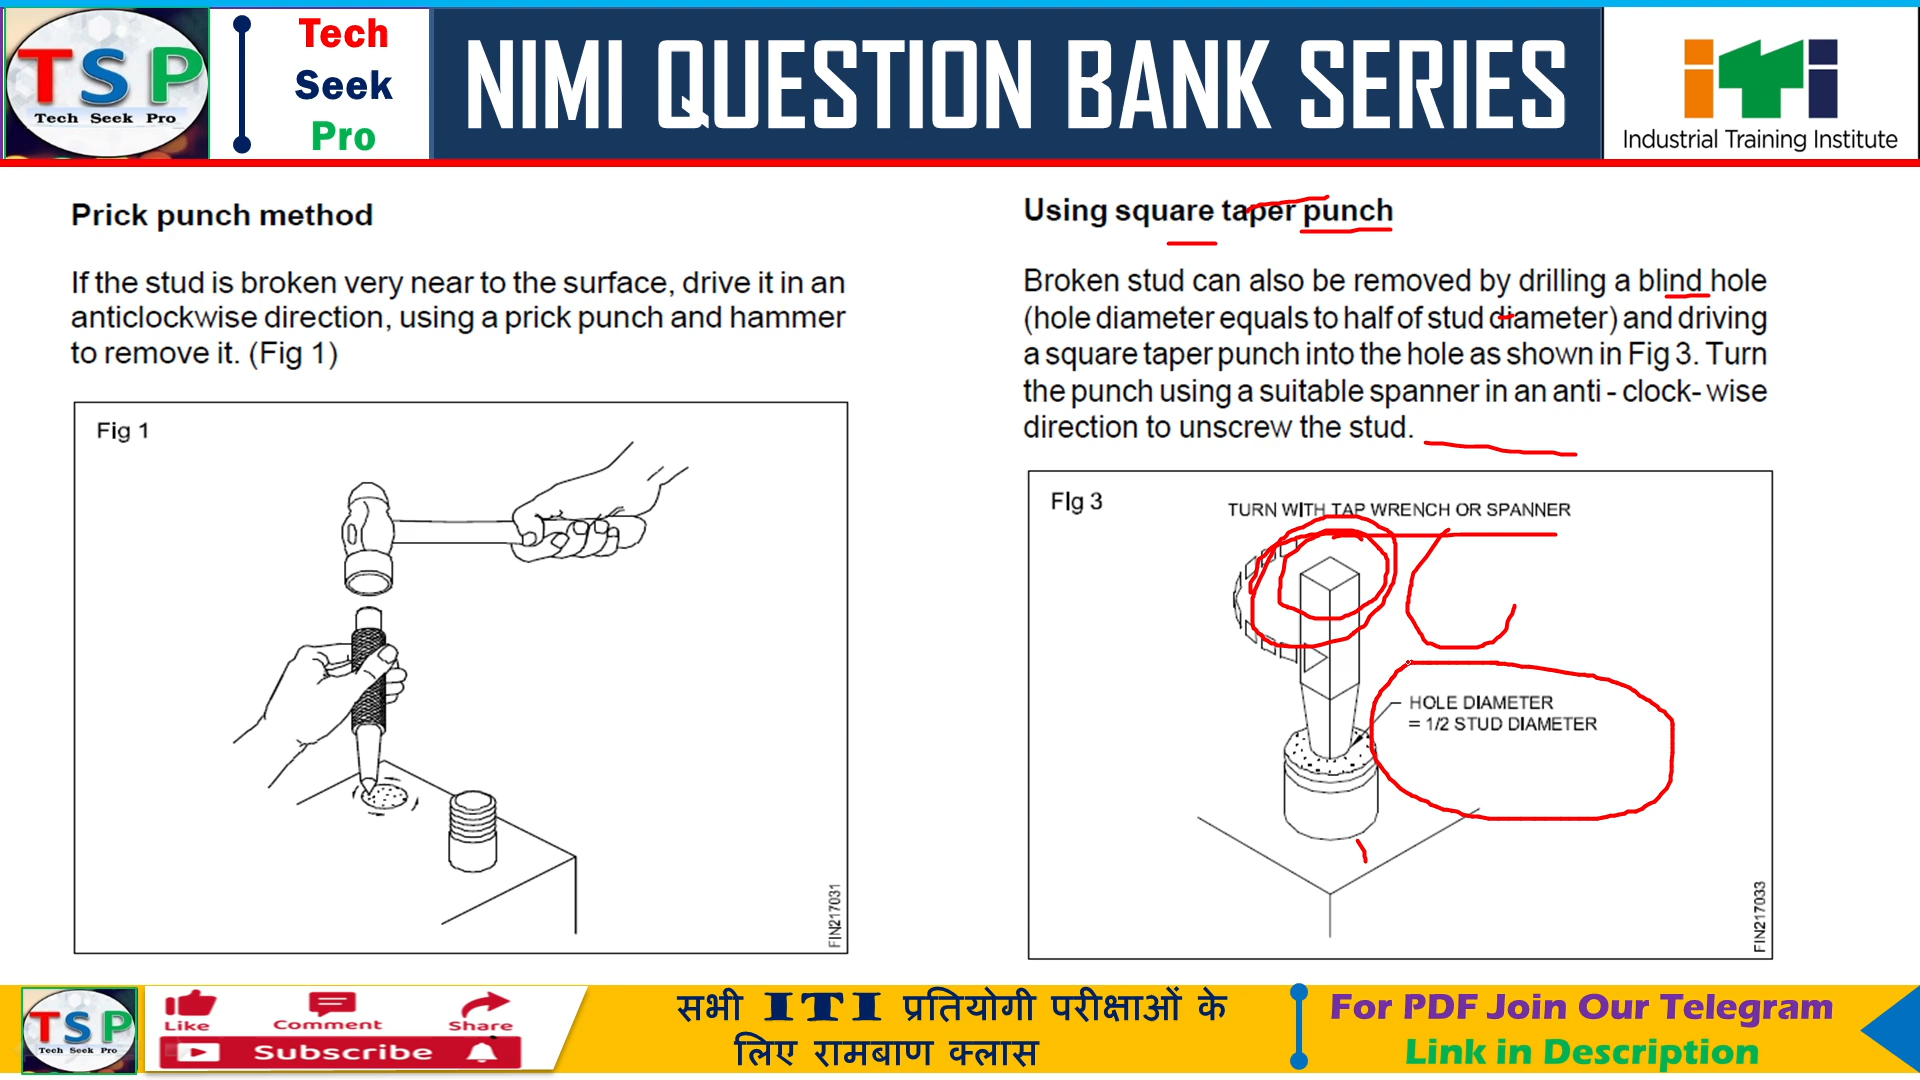 TSP
Tech Seek Pro
Tech
Seek
Pro
NIMI QUESTION BANK SERIES
iTi
Industrial Training Institute
Prick punch method
If the stud is broken very near to the surface, drive it in an
anticlockwise direction, using a prick punch and hammer
to remove it. (Fig 1)
Fig 1
FIN217031
Using square taper punch
Broken stud can also be removed by drilling a blind hole
(hole diameter equals to half of stud diameter) and driving
a square taper punch into the hole as shown in Fig 3. Turn
the punch using a suitable spanner in an anti - clock- wise
direction to unscrew the stud.
FIg 3
TURN WITH TAP WRENCH OR SPANNER
HOLE DIAMETER
= 1/2 STUD DIAMETER
FIN217033
TSP
Tech Seek Pro
Like
Comment
Share
Subscribe
सभी ITI प्रतियोगी परीक्षाओं के
लिए रामबाण क्लास
For PDF Join Our Telegram
Link in Description